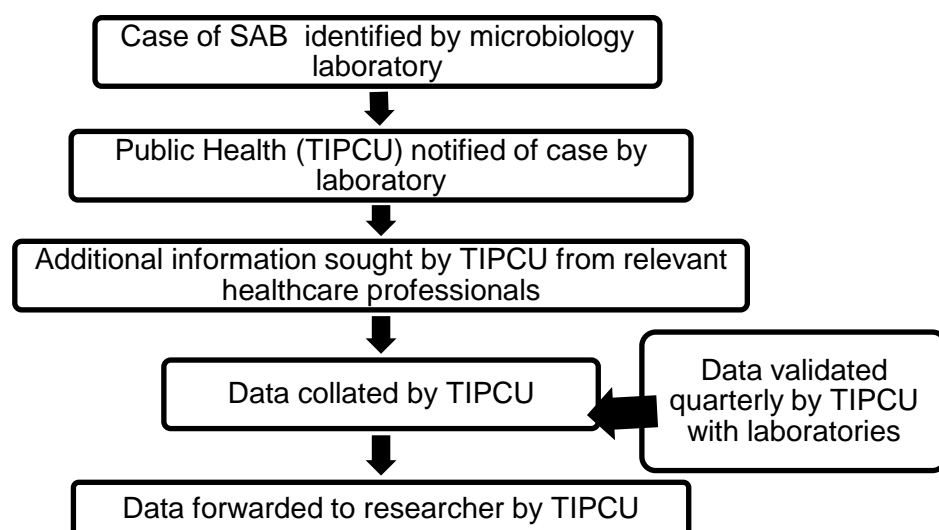 Case of SAB identified by microbiology
laboratory
Public Health (TIPCU) notified of case by
laboratory
Additional information sought by TIPCU from relevant
healthcare professionals
Data collated by TIPCU
Data validated
quarterly by TIPCU
with laboratories
Data forwarded to researcher by TIPCU